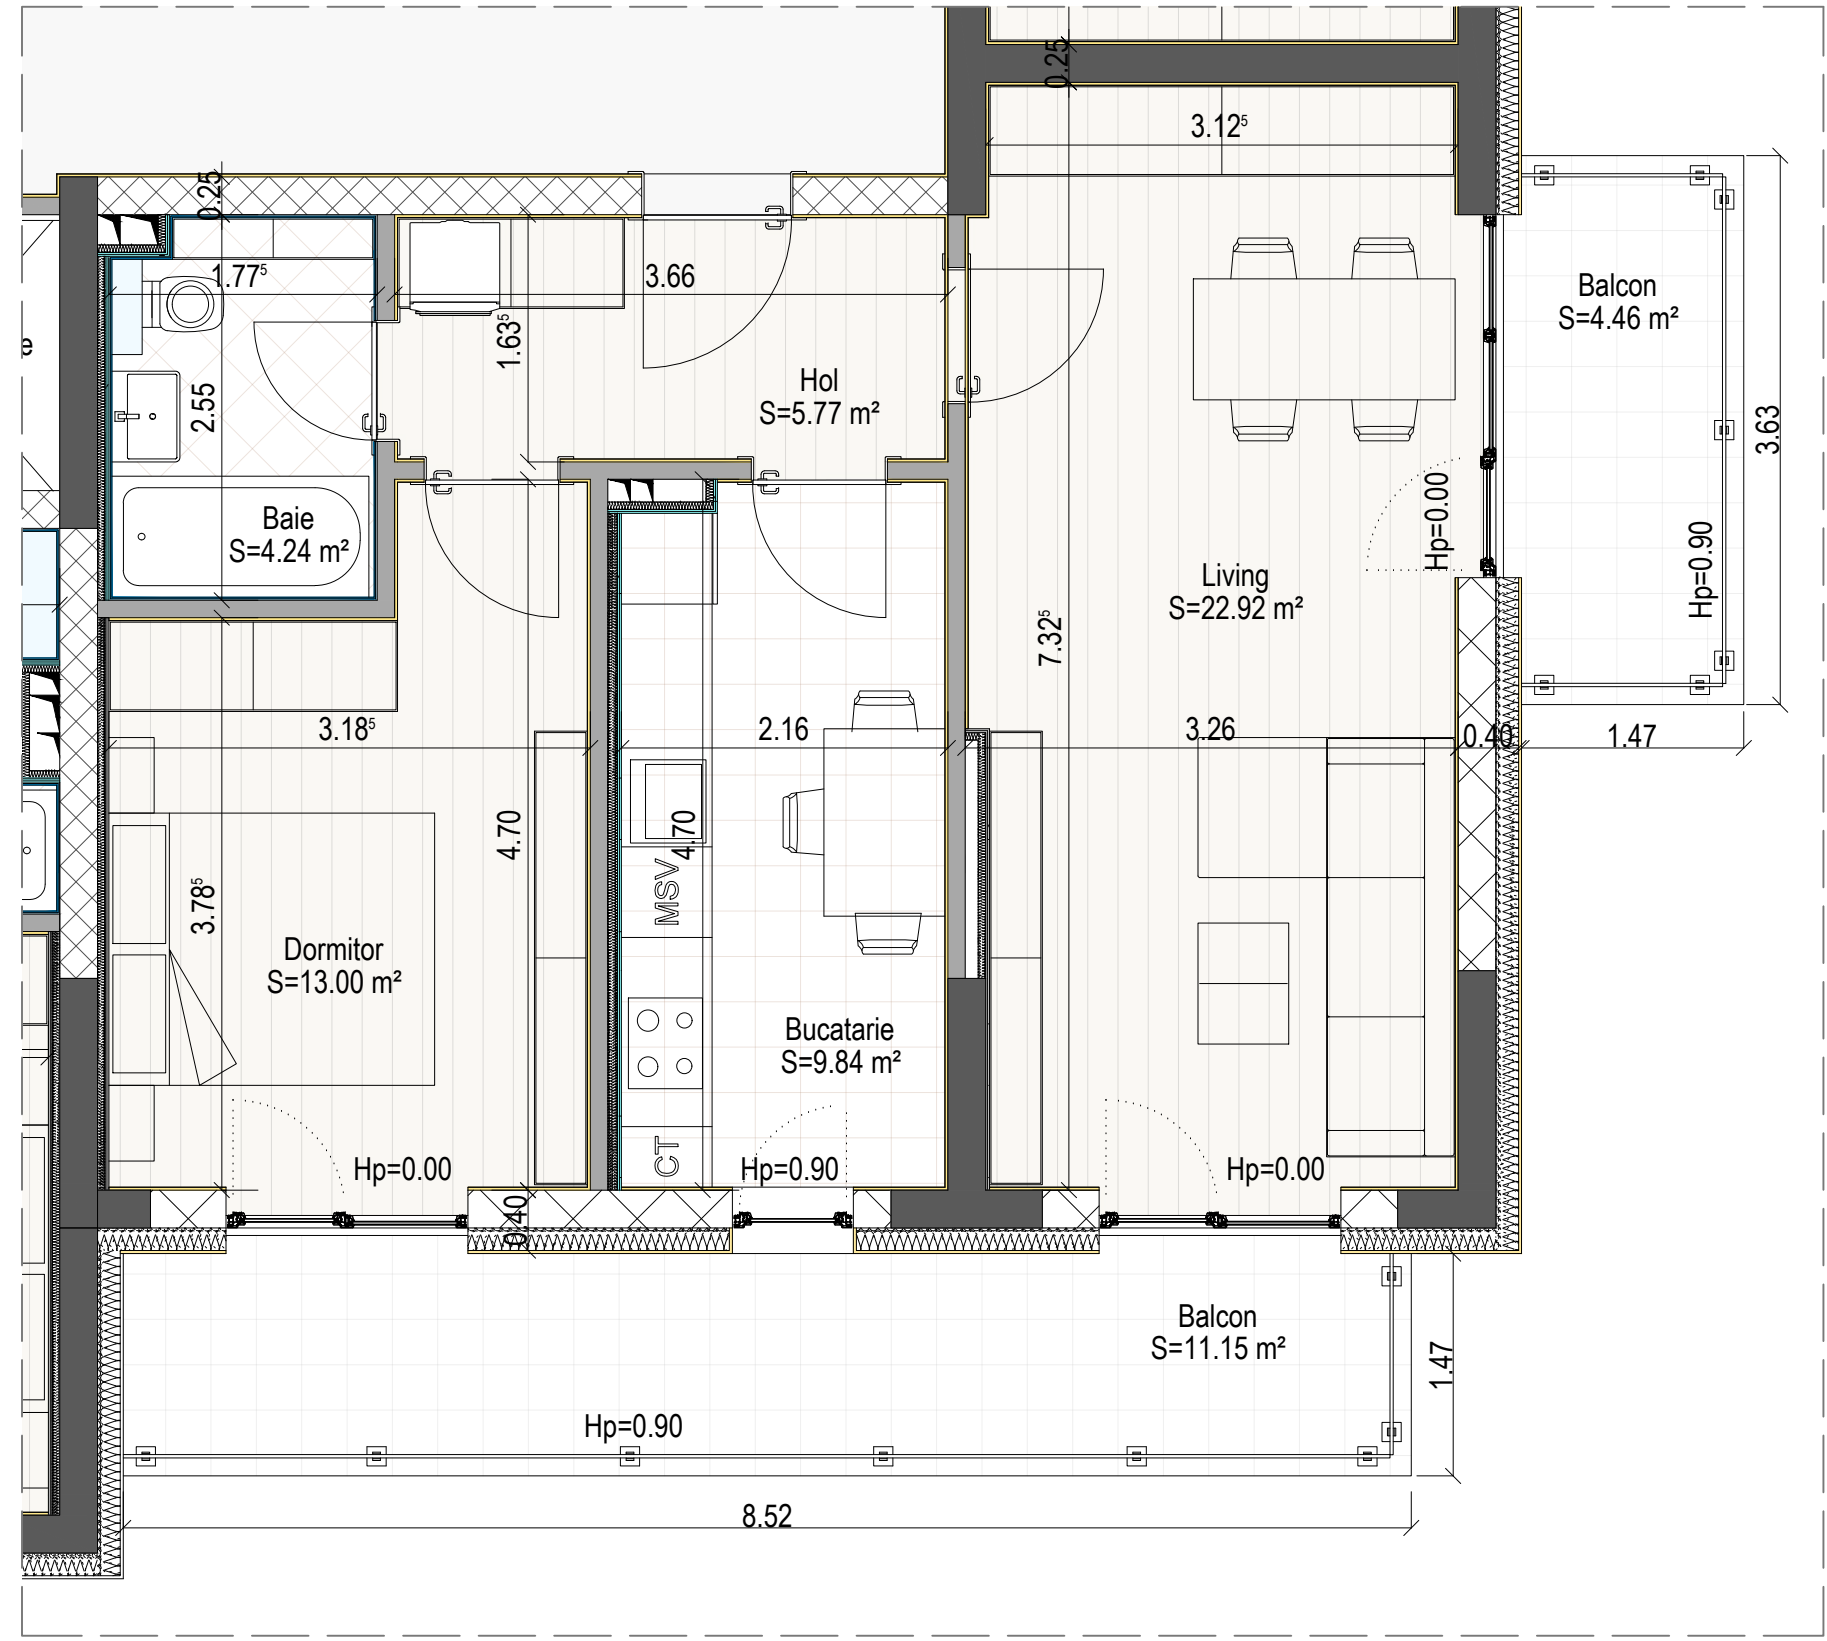 0.25
3.12⁵
0.25
1.77⁵
3.66
Balcon
S=4.46 m²
1.63⁵
e
2.55
Hol
S=5.77 m²
3.63
Hp=0.00
Baie
S=4.24 m²
Hp=0.90
Living
S=22.92 m²
7.32⁵
3.18⁵
2.16
3.26
0.40
1.47
4.70
4.70
MSV
3.78⁵
Dormitor
S=13.00 m²
Bucatarie
S=9.84 m²
CT
Hp=0.00
Hp=0.90
Hp=0.00
0.40
Balcon
S=11.15 m²
1.47
Hp=0.90
8.52